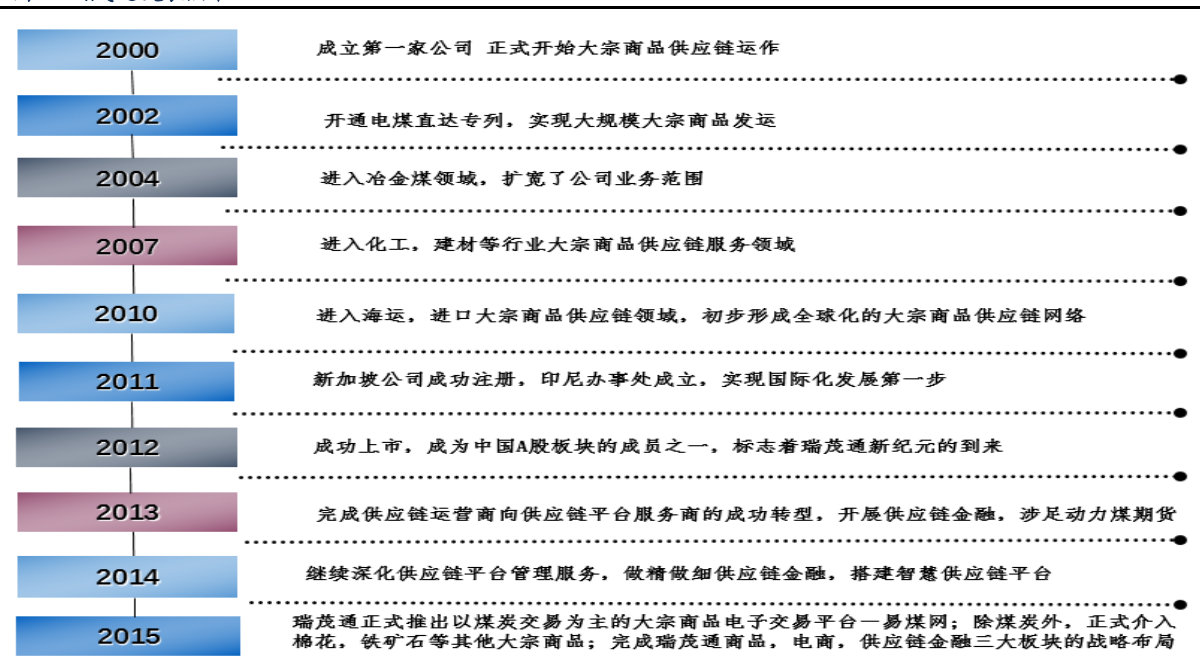 2000
成立第一家公司 正式开始大宗商品供应链运作
2002
开通电煤直达专列，实现大规模大宗商品发运
2004
进入冶金煤领域，扩宽了公司业务范围
2007
进入化工，建材等行业大宗商品供应链服务领域
2010
进入海运，进口大宗商品供应链领域，初步形成全球化的大宗商品供应链网络
2011
新加坡公司成功注册，印尼办事处成立，实现国际化发展第一步
2012
成功上市，成为中国A股板块的成员之一，标志着瑞茂通新纪元的到来
2013
完成供应链运营商向供应链平台服务商的成功转型，开展供应链金融，涉足动力煤期货
2014
继续深化供应链平台管理服务，做精做细供应链金融，搭建智慧供应链平台
2015
瑞茂通正式推出以煤炭交易为主的大宗商品电子交易平台—易煤网；除煤炭外，正式介入
棉花，铁矿石等其他大宗商品；完成瑞茂通商品，电商，供应链金融三大板块的战略布局